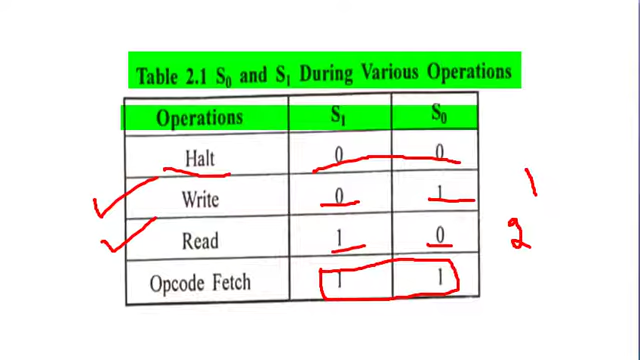 Table 2.1 S₀ and S₁ During Various Operations
Operations S₁ S₀
Halt 0 0
Write 0 1
1
Read 1 0
2
Opcode Fetch 1 1